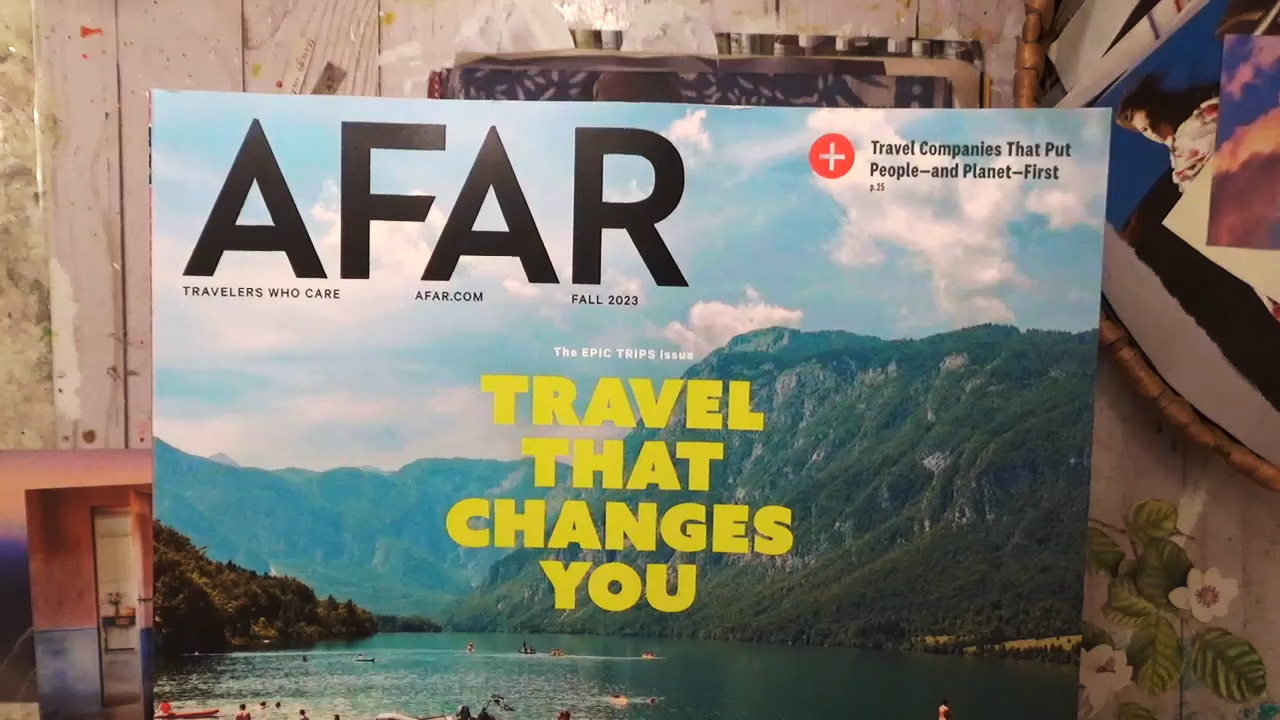 AFAR
TRAVELERS WHO CARE
AFAR.COM
FALL 2023
Travel Companies That Put
People—and Planet—First
p.25
The EPIC TRIPS issue
TRAVEL
THAT
CHANGES
YOU